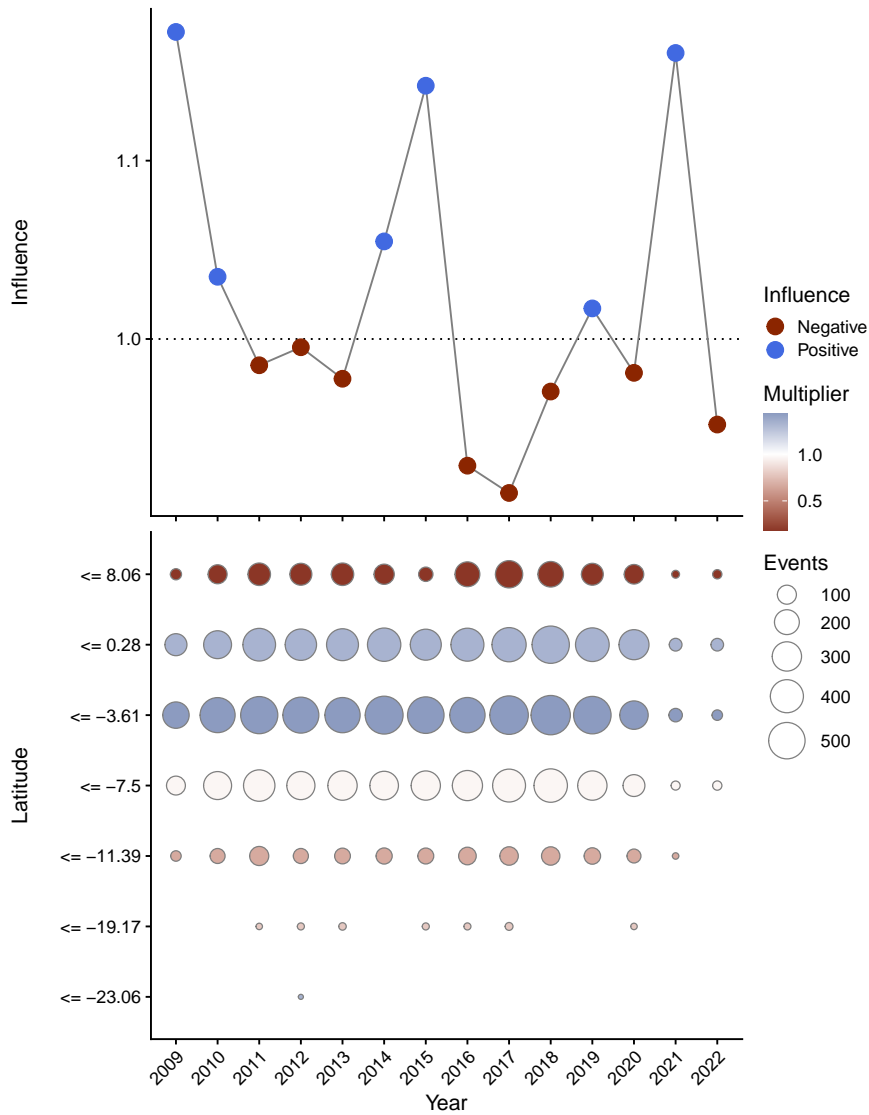 Influence
1.1
1.0
Latitude
<= 8.06
<= 0.28
<= −3.61
<= −7.5
<= −11.39
<= −19.17
<= −23.06
2009 2010 2011 2012 2013 2014 2015 2016 2017 2018 2019 2020 2021 2022
Year
Influence
Negative
Positive
Multiplier
1.0
0.5
Events
100
200
300
400
500